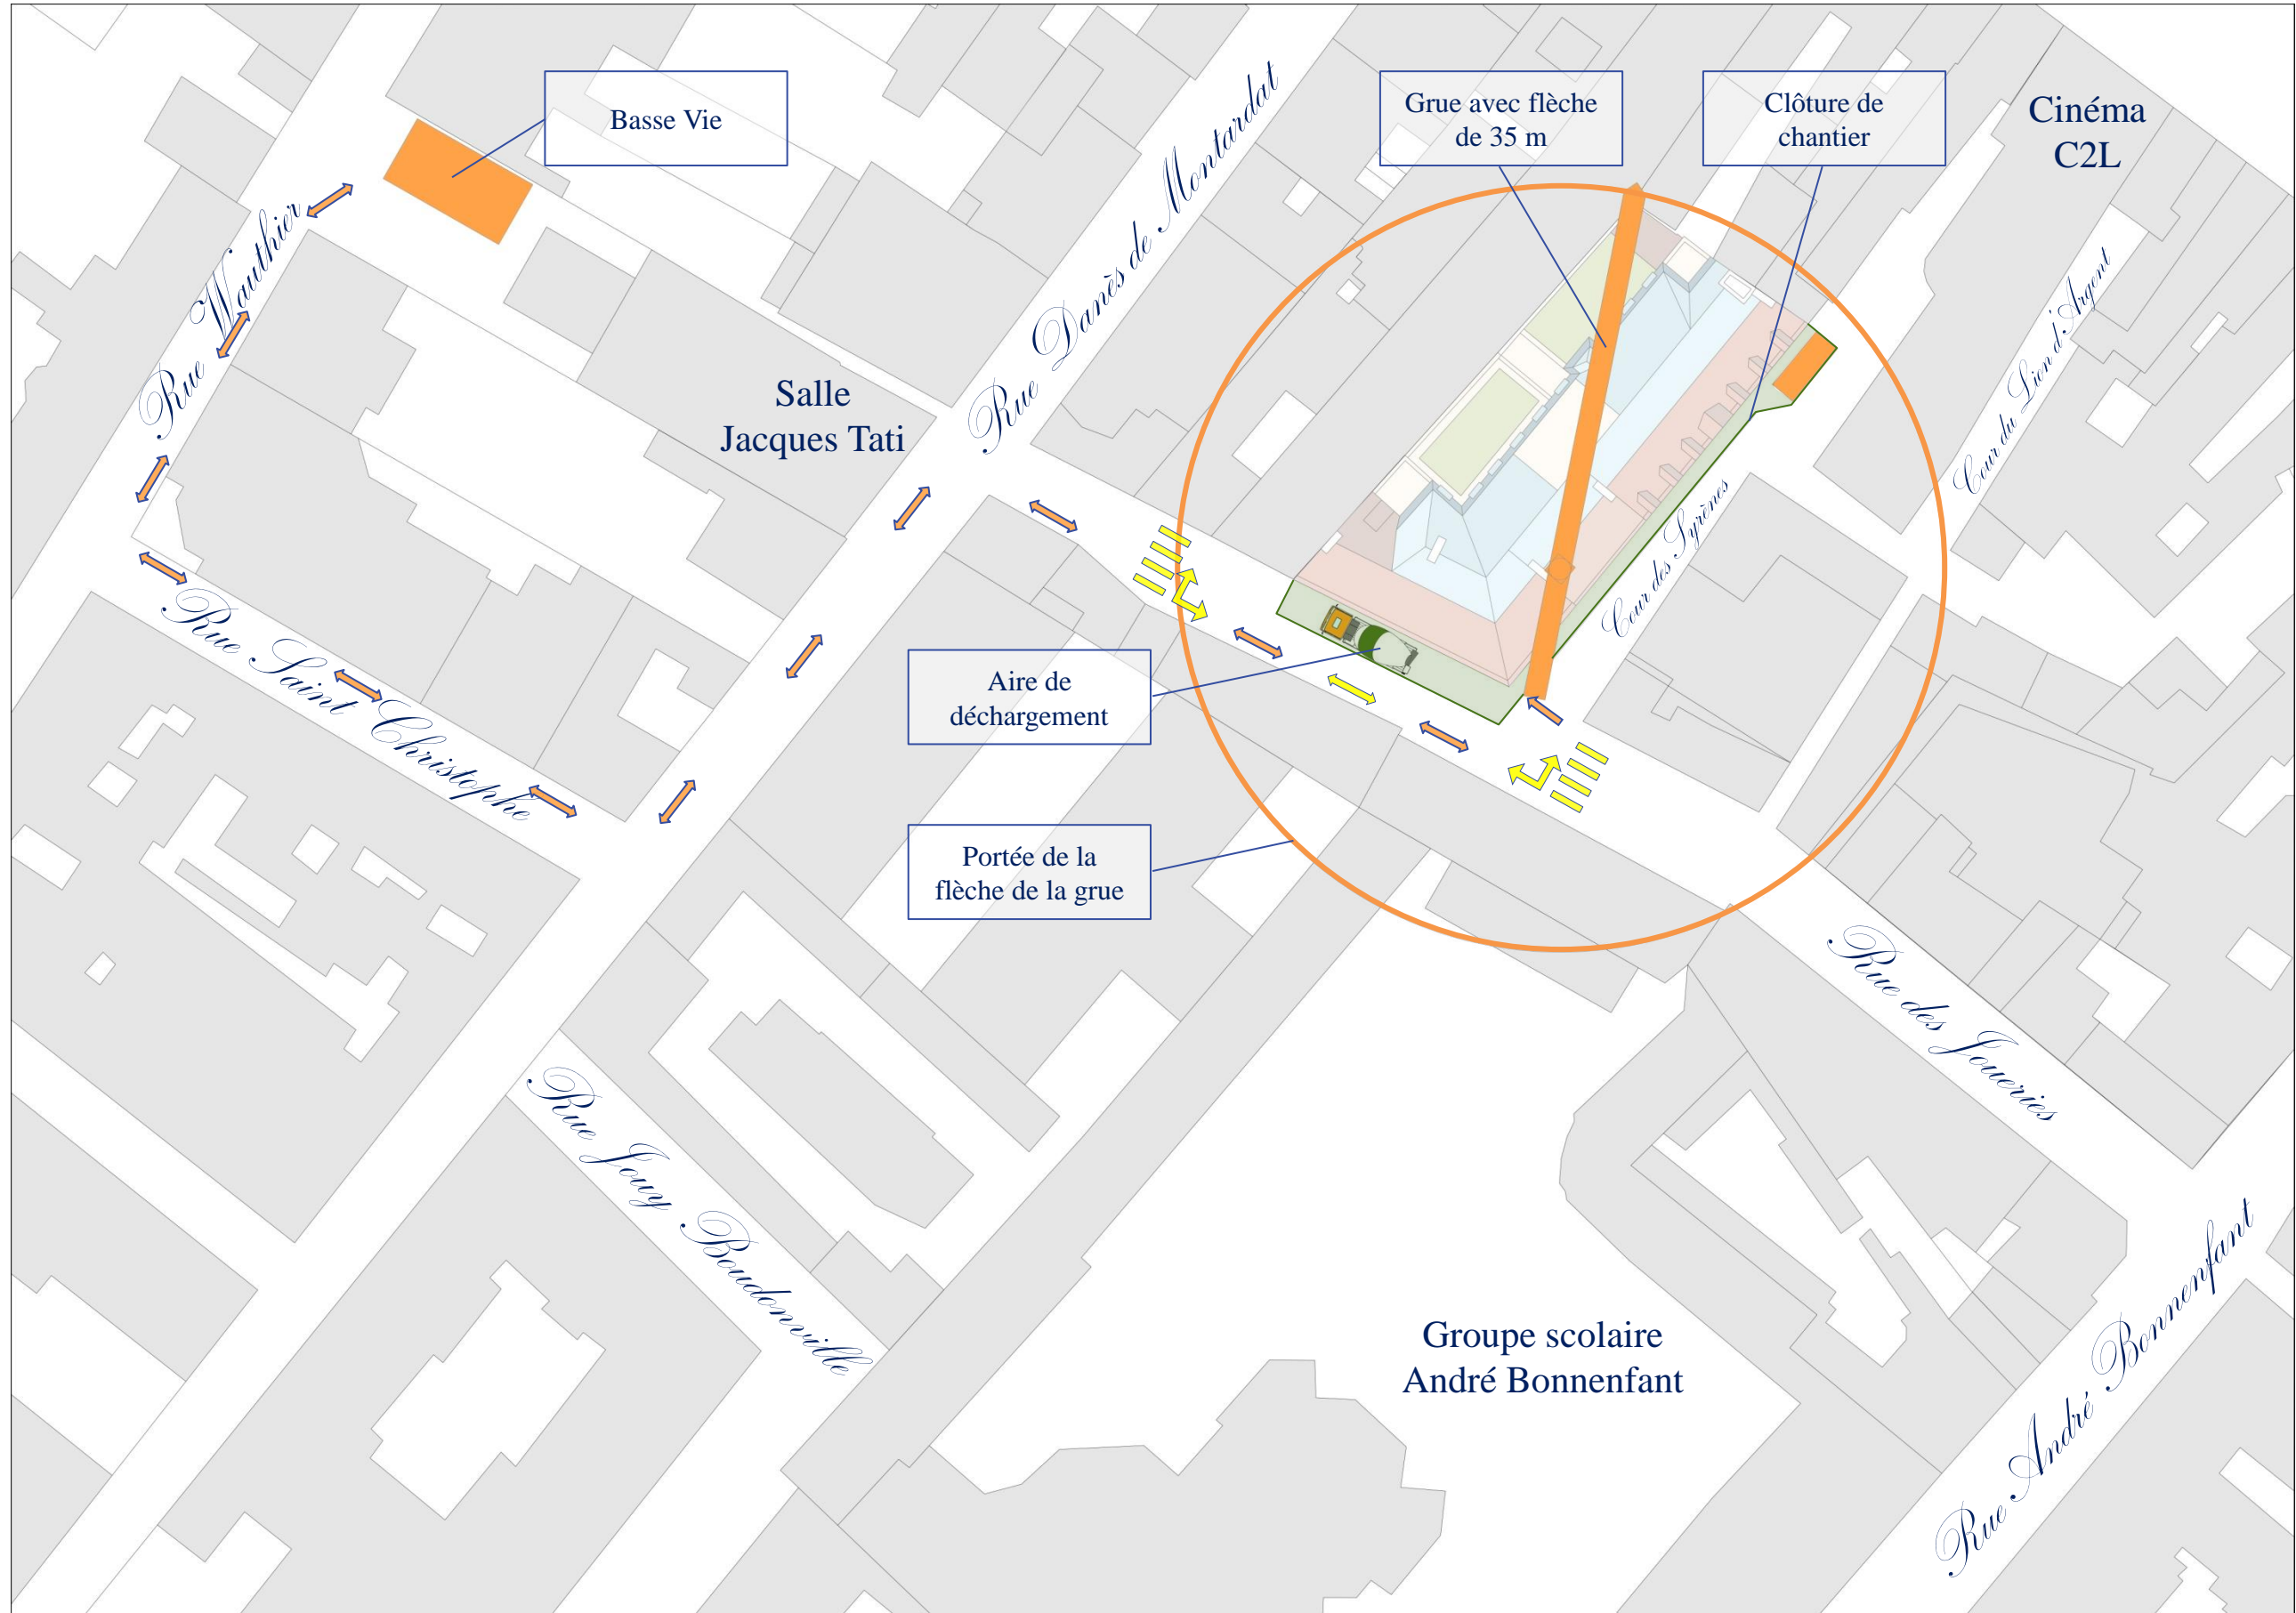 Basse Vie
Grue avec flèche
de 35 m
Clôture de
chantier
Cinéma
C2L
Rue Wauthier
Rue Danès de Montardat
Cour du Lion d'Argent
Salle
Jacques Tati
Cour des Syrènes
Rue Saint Christophe
Aire de
déchargement
Portée de la
flèche de la grue
Rue des Joueries
Rue Jouy Boudonville
Groupe scolaire
André Bonnenfant
Rue André Bonnenfant